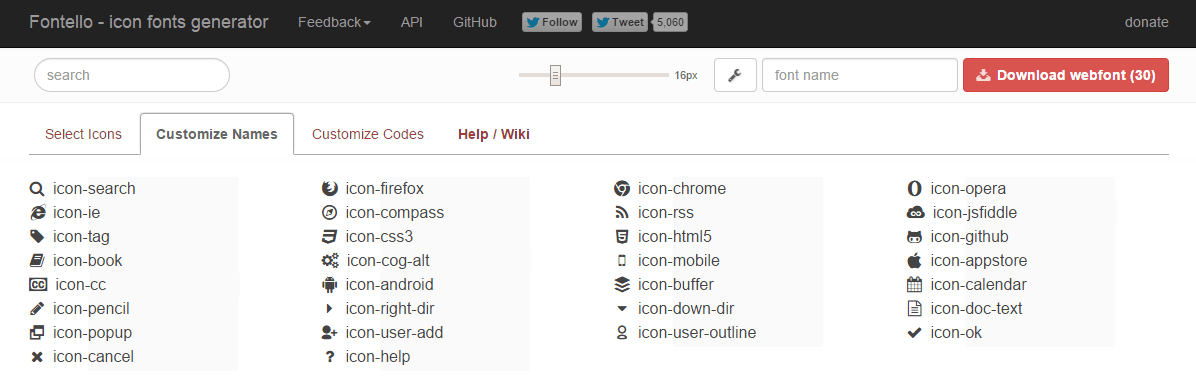 Fontello - icon fonts generator Feedback API GitHub Follow Tweet 5,060 donate
search 16px font name Download webfont (30)
Select Icons Customize Names Customize Codes Help / Wiki
icon-search icon-firefox icon-chrome icon-opera
icon-ie icon-compass icon-rss icon-jsfiddle
icon-tag icon-css3 icon-html5 icon-github
icon-book icon-cog-alt icon-mobile icon-appstore
icon-cc icon-android icon-buffer icon-calendar
icon-pencil icon-right-dir icon-down-dir icon-doc-text
icon-popup icon-user-add icon-user-outline icon-ok
icon-cancel icon-help